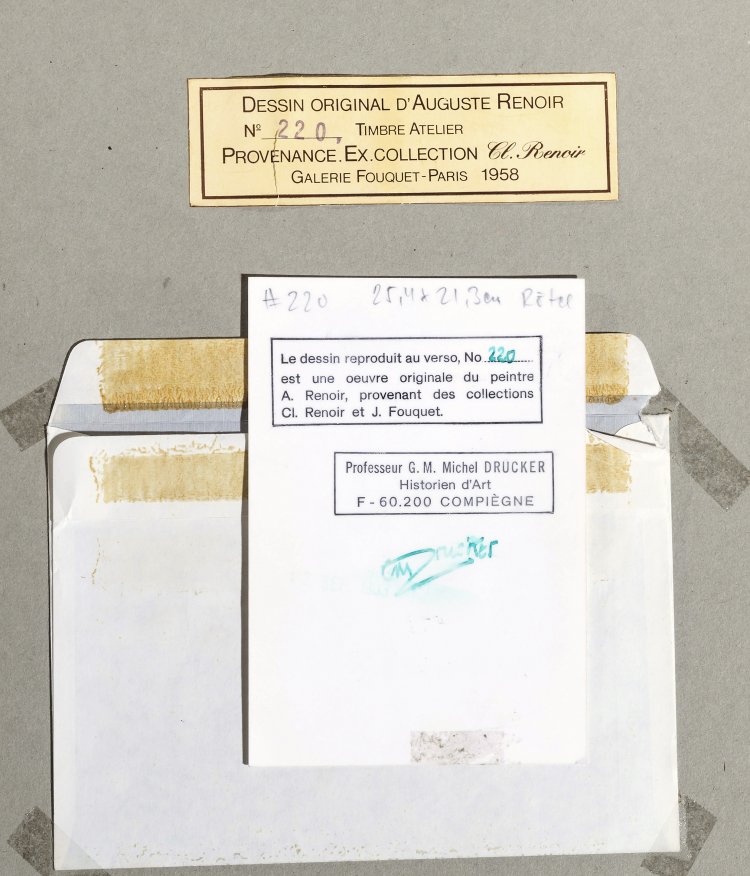 DESSIN ORIGINAL D'AUGUSTE RENOIR
Nº 220, TIMBRE ATELIER
PROVENANCE.EX.COLLECTION Cl. Renoir
GALERIE FOUQUET-PARIS 1958
# 220 25,4 x 21,3 cm Rötel
Le dessin reproduit au verso, No 220
est une oeuvre originale du peintre
A. Renoir, provenant des collections
Cl. Renoir et J. Fouquet.
Professeur G. M. Michel DRUCKER
Historien d'Art
F - 60.200 COMPIÈGNE
GM Drucker